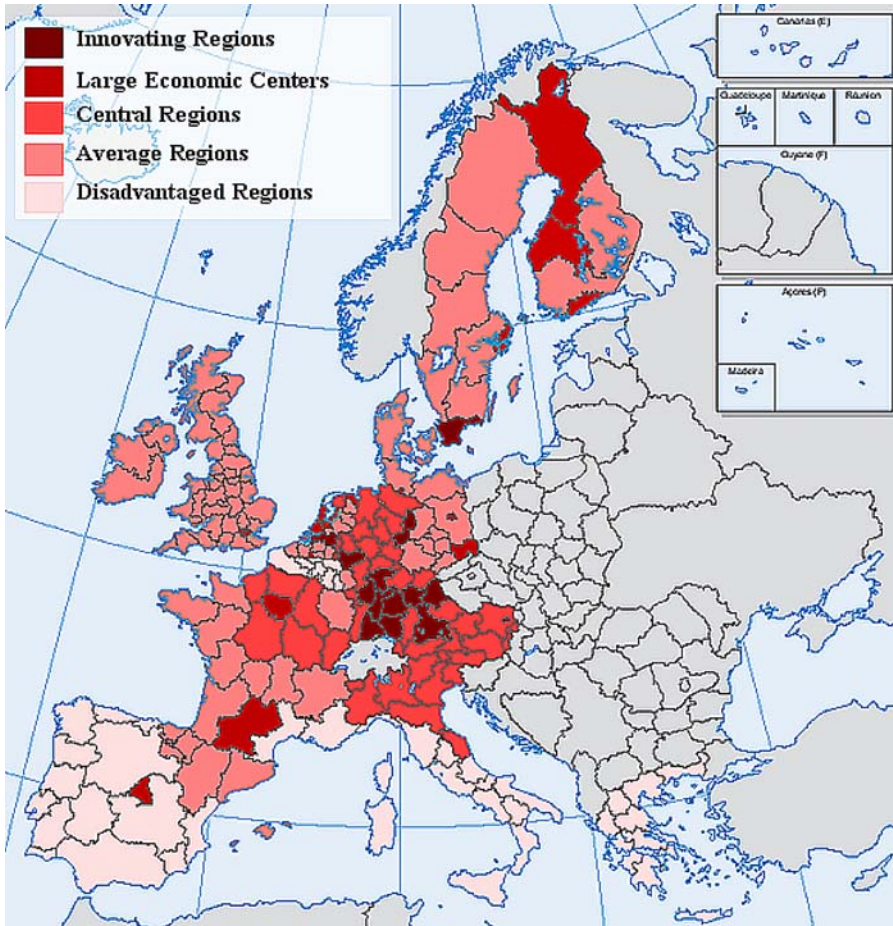 Innovating Regions
Large Economic Centers
Central Regions
Average Regions
Disadvantaged Regions
Canarias (E)
Guadeloupe
Martinique
Réunion
Guyane (F)
Açores (P)
Madeira